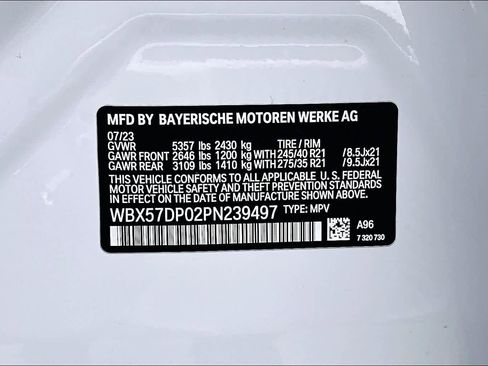 MFD BY BAYERISCHE MOTOREN WERKE AG
07/23
GVWR 5357 lbs 2430 kg TIRE / RIM
GAWR FRONT 2646 lbs 1200 kg WITH 245/40 R21 /8.5Jx21
GAWR REAR 3109 lbs 1410 kg WITH 275/35 R21 /9.5Jx21
THIS VEHICLE CONFORMS TO ALL APPLICABLE U. S. FEDERAL
MOTOR VEHICLE SAFETY AND THEFT PREVENTION STANDARDS
IN EFFECT ON THE DATE OF MANUFACTURE SHOWN ABOVE.
WBX57DP02PN239497 TYPE: MPV
A96
7 320 730